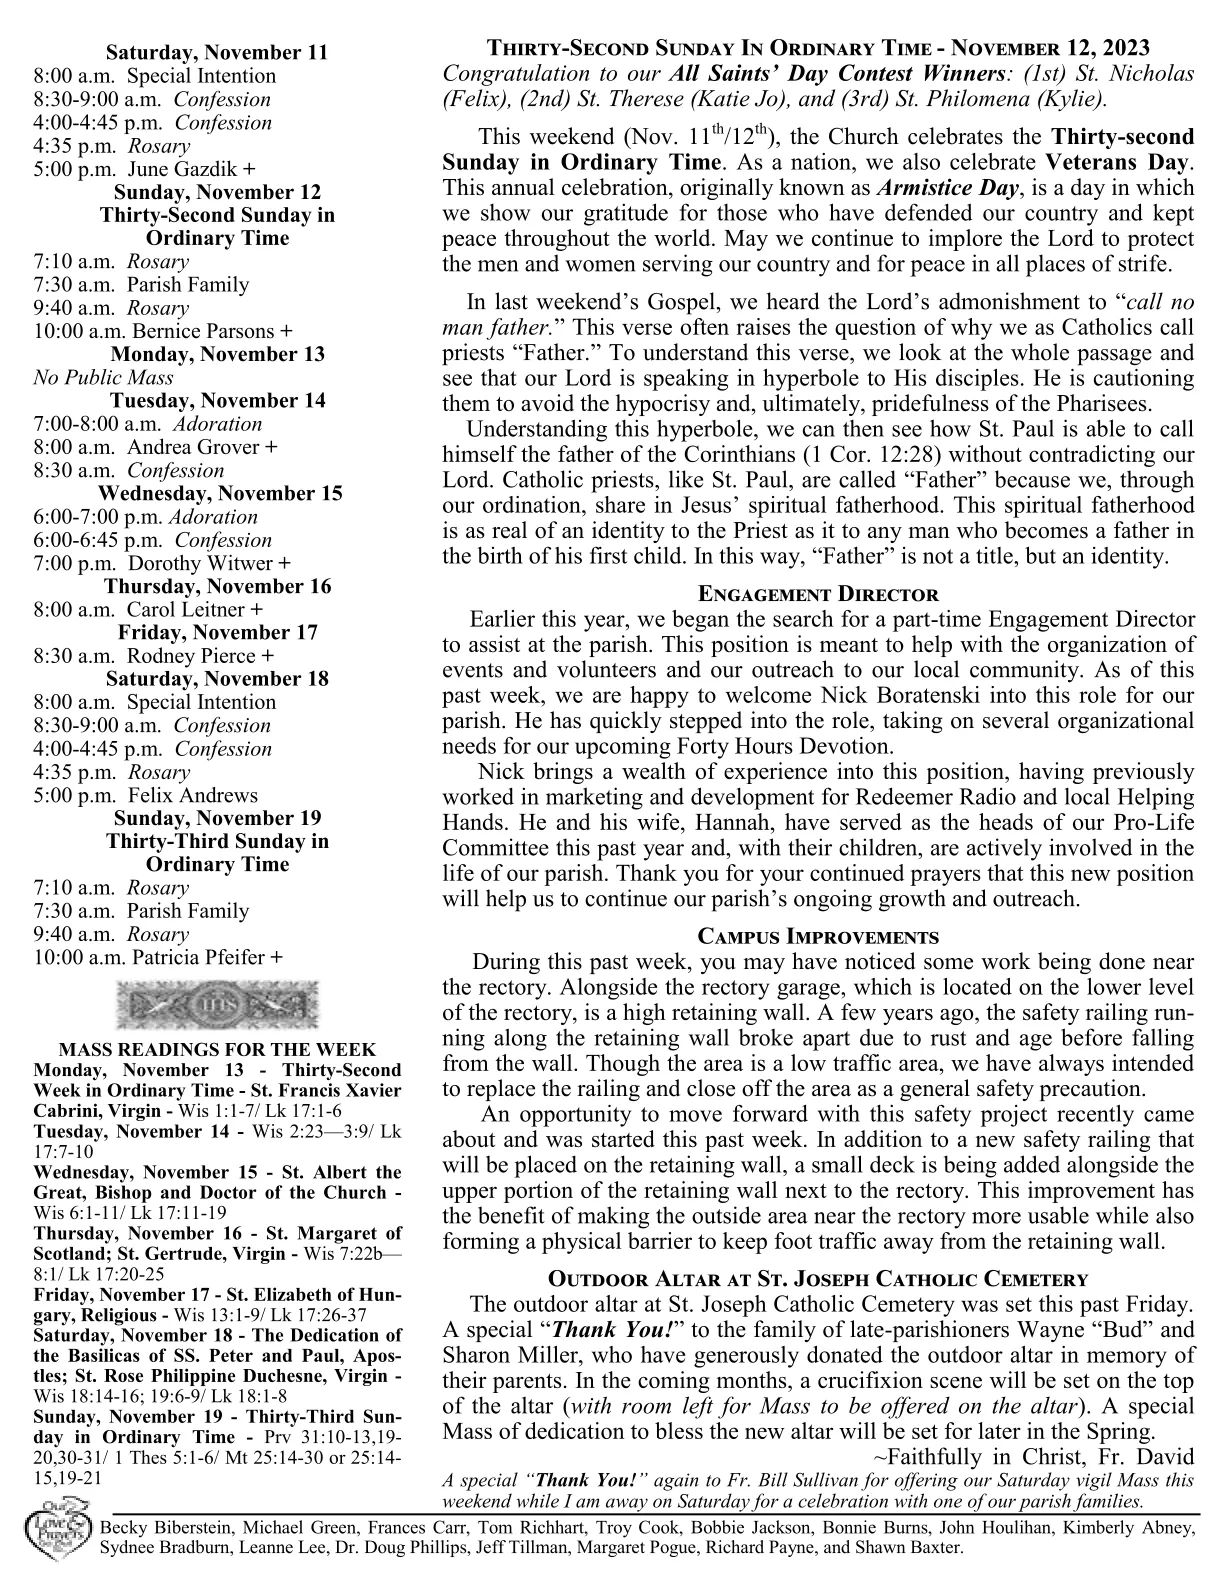 Saturday, November 11
8:00 a.m. Special Intention
8:30-9:00 a.m. Confession
4:00-4:45 p.m. Confession
4:35 p.m. Rosary
5:00 p.m. June Gazdik +
Sunday, November 12
Thirty-Second Sunday in
Ordinary Time
7:10 a.m. Rosary
7:30 a.m. Parish Family
9:40 a.m. Rosary
10:00 a.m. Bernice Parsons +
Monday, November 13
No Public Mass
Tuesday, November 14
7:00-8:00 a.m. Adoration
8:00 a.m. Andrea Grover +
8:30 a.m. Confession
Wednesday, November 15
6:00-7:00 p.m. Adoration
6:00-6:45 p.m. Confession
7:00 p.m. Dorothy Witwer +
Thursday, November 16
8:00 a.m. Carol Leitner +
Friday, November 17
8:30 a.m. Rodney Pierce +
Saturday, November 18
8:00 a.m. Special Intention
8:30-9:00 a.m. Confession
4:00-4:45 p.m. Confession
4:35 p.m. Rosary
5:00 p.m. Felix Andrews
Sunday, November 19
Thirty-Third Sunday in
Ordinary Time
7:10 a.m. Rosary
7:30 a.m. Parish Family
9:40 a.m. Rosary
10:00 a.m. Patricia Pfeifer +
IHS
MASS READINGS FOR THE WEEK
Monday, November 13 - Thirty-Second
Week in Ordinary Time - St. Francis Xavier
Cabrini, Virgin - Wis 1:1-7/ Lk 17:1-6
Tuesday, November 14 - Wis 2:23—3:9/ Lk
17:7-10
Wednesday, November 15 - St. Albert the
Great, Bishop and Doctor of the Church -
Wis 6:1-11/ Lk 17:11-19
Thursday, November 16 - St. Margaret of
Scotland; St. Gertrude, Virgin - Wis 7:22b—
8:1/ Lk 17:20-25
Friday, November 17 - St. Elizabeth of Hun-
gary, Religious - Wis 13:1-9/ Lk 17:26-37
Saturday, November 18 - The Dedication of
the Basilicas of SS. Peter and Paul, Apos-
tles; St. Rose Philippine Duchesne, Virgin -
Wis 18:14-16; 19:6-9/ Lk 18:1-8
Sunday, November 19 - Thirty-Third Sun-
day in Ordinary Time - Prv 31:10-13,19-
20,30-31/ 1 Thes 5:1-6/ Mt 25:14-30 or 25:14-
15,19-21
THIRTY-SECOND SUNDAY IN ORDINARY TIME - NOVEMBER 12, 2023
Congratulation to our All Saints' Day Contest Winners: (1st) St. Nicholas
(Felix), (2nd) St. Therese (Katie Jo), and (3rd) St. Philomena (Kylie).
This weekend (Nov. 11th/12th), the Church celebrates the Thirty-second
Sunday in Ordinary Time. As a nation, we also celebrate Veterans Day.
This annual celebration, originally known as Armistice Day, is a day in which
we show our gratitude for those who have defended our country and kept
peace throughout the world. May we continue to implore the Lord to protect
the men and women serving our country and for peace in all places of strife.
In last weekend's Gospel, we heard the Lord's admonishment to "call no
man father." This verse often raises the question of why we as Catholics call
priests "Father." To understand this verse, we look at the whole passage and
see that our Lord is speaking in hyperbole to His disciples. He is cautioning
them to avoid the hypocrisy and, ultimately, pridefulness of the Pharisees.
Understanding this hyperbole, we can then see how St. Paul is able to call
himself the father of the Corinthians (1 Cor. 12:28) without contradicting our
Lord. Catholic priests, like St. Paul, are called "Father" because we, through
our ordination, share in Jesus' spiritual fatherhood. This spiritual fatherhood
is as real of an identity to the Priest as it to any man who becomes a father in
the birth of his first child. In this way, "Father" is not a title, but an identity.
ENGAGEMENT DIRECTOR
Earlier this year, we began the search for a part-time Engagement Director
to assist at the parish. This position is meant to help with the organization of
events and volunteers and our outreach to our local community. As of this
past week, we are happy to welcome Nick Boratenski into this role for our
parish. He has quickly stepped into the role, taking on several organizational
needs for our upcoming Forty Hours Devotion.
Nick brings a wealth of experience into this position, having previously
worked in marketing and development for Redeemer Radio and local Helping
Hands. He and his wife, Hannah, have served as the heads of our Pro-Life
Committee this past year and, with their children, are actively involved in the
life of our parish. Thank you for your continued prayers that this new position
will help us to continue our parish's ongoing growth and outreach.
CAMPUS IMPROVEMENTS
During this past week, you may have noticed some work being done near
the rectory. Alongside the rectory garage, which is located on the lower level
of the rectory, is a high retaining wall. A few years ago, the safety railing run-
ning along the retaining wall broke apart due to rust and age before falling
from the wall. Though the area is a low traffic area, we have always intended
to replace the railing and close off the area as a general safety precaution.
An opportunity to move forward with this safety project recently came
about and was started this past week. In addition to a new safety railing that
will be placed on the retaining wall, a small deck is being added alongside the
upper portion of the retaining wall next to the rectory. This improvement has
the benefit of making the outside area near the rectory more usable while also
forming a physical barrier to keep foot traffic away from the retaining wall.
OUTDOOR ALTAR AT ST. JOSEPH CATHOLIC CEMETERY
The outdoor altar at St. Joseph Catholic Cemetery was set this past Friday.
A special "Thank You!" to the family of late-parishioners Wayne "Bud" and
Sharon Miller, who have generously donated the outdoor altar in memory of
their parents. In the coming months, a crucifixion scene will be set on the top
of the altar (with room left for Mass to be offered on the altar). A special
Mass of dedication to bless the new altar will be set for later in the Spring.
~Faithfully in Christ, Fr. David
A special "Thank You!" again to Fr. Bill Sullivan for offering our Saturday vigil Mass this
weekend while I am away on Saturday for a celebration with one of our parish families.
Our
Love &
Prayers
Becky Biberstein, Michael Green, Frances Carr, Tom Richhart, Troy Cook, Bobbie Jackson, Bonnie Burns, John Houlihan, Kimberly Abney,
Sydnee Bradburn, Leanne Lee, Dr. Doug Phillips, Jeff Tillman, Margaret Pogue, Richard Payne, and Shawn Baxter.